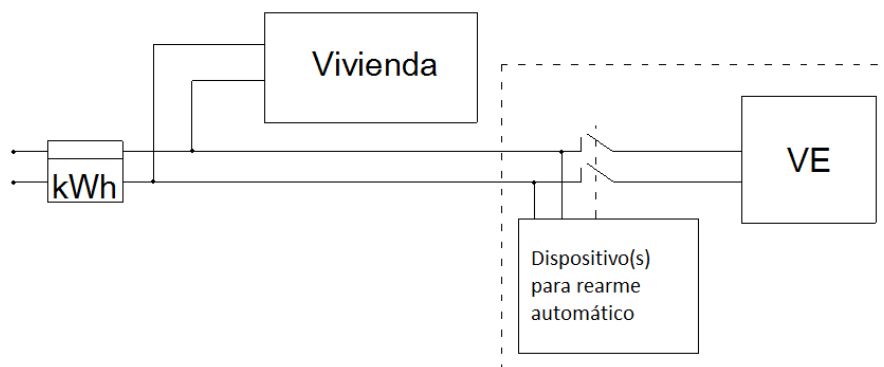 Vivienda
kWh
VE
Dispositivo(s)
para rearme
automático